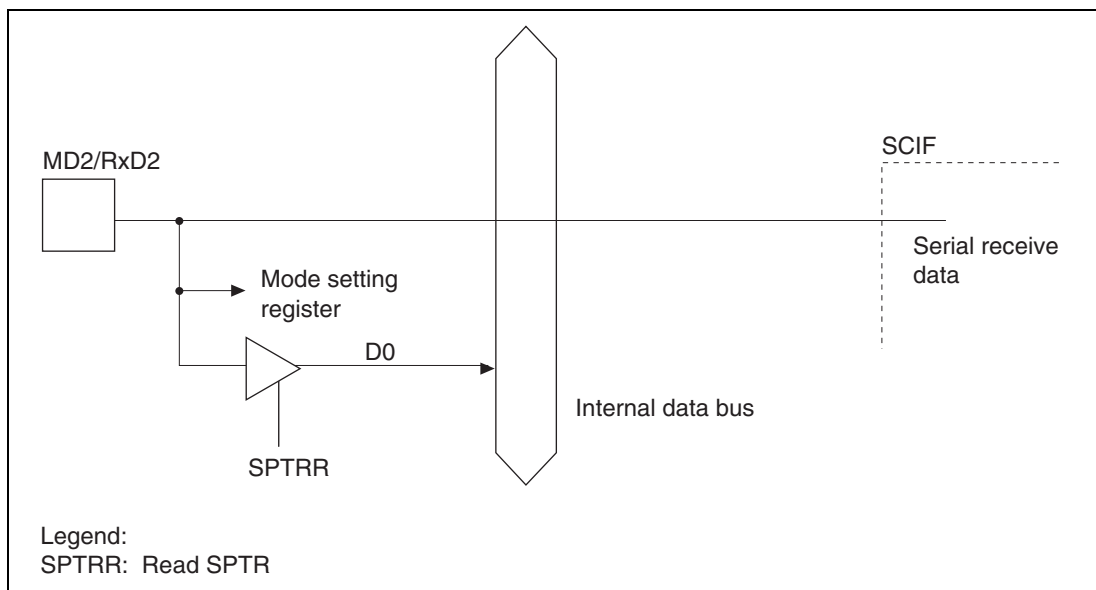 MD2/RxD2
SCIF
Serial receive
data
Mode setting
register
D0
Internal data bus
SPTRR
Legend:
SPTRR: Read SPTR